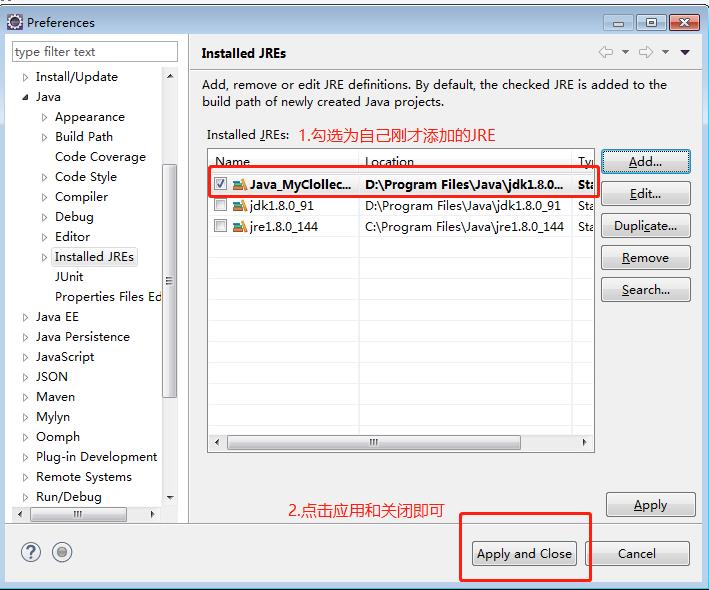 Preferences
type filter text
Install/Update
Java
Appearance
Build Path
Code Coverage
Code Style
Compiler
Debug
Editor
Installed JREs
JUnit
Properties Files Ed
Java EE
Java Persistence
JavaScript
JSON
Maven
Mylyn
Oomph
Plug-in Development
Remote Systems
Run/Debug
Installed JREs
Add, remove or edit JRE definitions. By default, the checked JRE is added to the
build path of newly created Java projects.
Installed JREs: 1.勾选为自己刚才添加的JRE
Name Location Ty
Java_MyClollec... D:\Program Files\Java\jdk1.8.0... Sta
jdk1.8.0_91 D:\Program Files\Java\jdk1.8.0_91 Sta
jre1.8.0_144 C:\Program Files\Java\jre1.8.0_144 Sta
Add...
Edit...
Duplicate...
Remove
Search...
2.点击应用和关闭即可
Apply
Apply and Close
Cancel